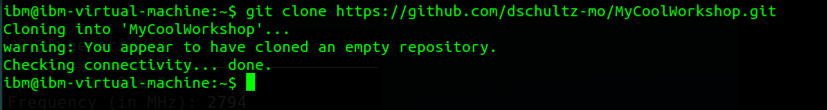 ibm@ibm-virtual-machine:~$ git clone https://github.com/dschultz-mo/MyCoolWorkshop.git
Cloning into 'MyCoolWorkshop'...
warning: You appear to have cloned an empty repository.
Checking connectivity... done.
ibm@ibm-virtual-machine:~$
Frequency (in MHz): 2794